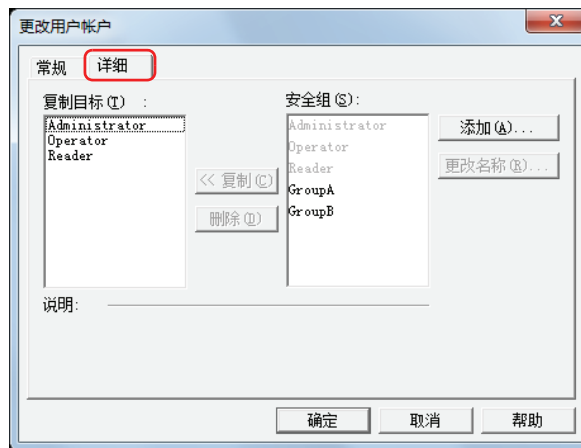 更改用户帐户
常规
详细
复制目标(T) :
Administrator
Operator
Reader
<< 复制(C)
删除(D)
安全组(S):
Administrator
Operator
Reader
GroupA
GroupB
添加(A)...
更改名称(R)...
说明:
确定
取消
帮助